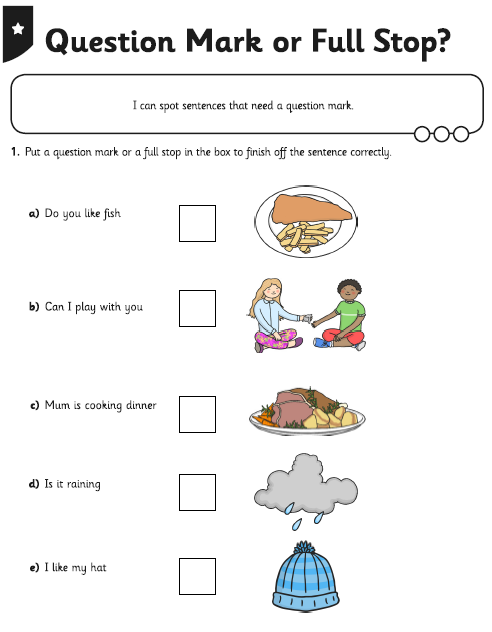 Question Mark or Full Stop?
I can spot sentences that need a question mark.
1. Put a question mark or a full stop in the box to finish off the sentence correctly.
a) Do you like fish
b) Can I play with you
c) Mum is cooking dinner
d) Is it raining
e) I like my hat